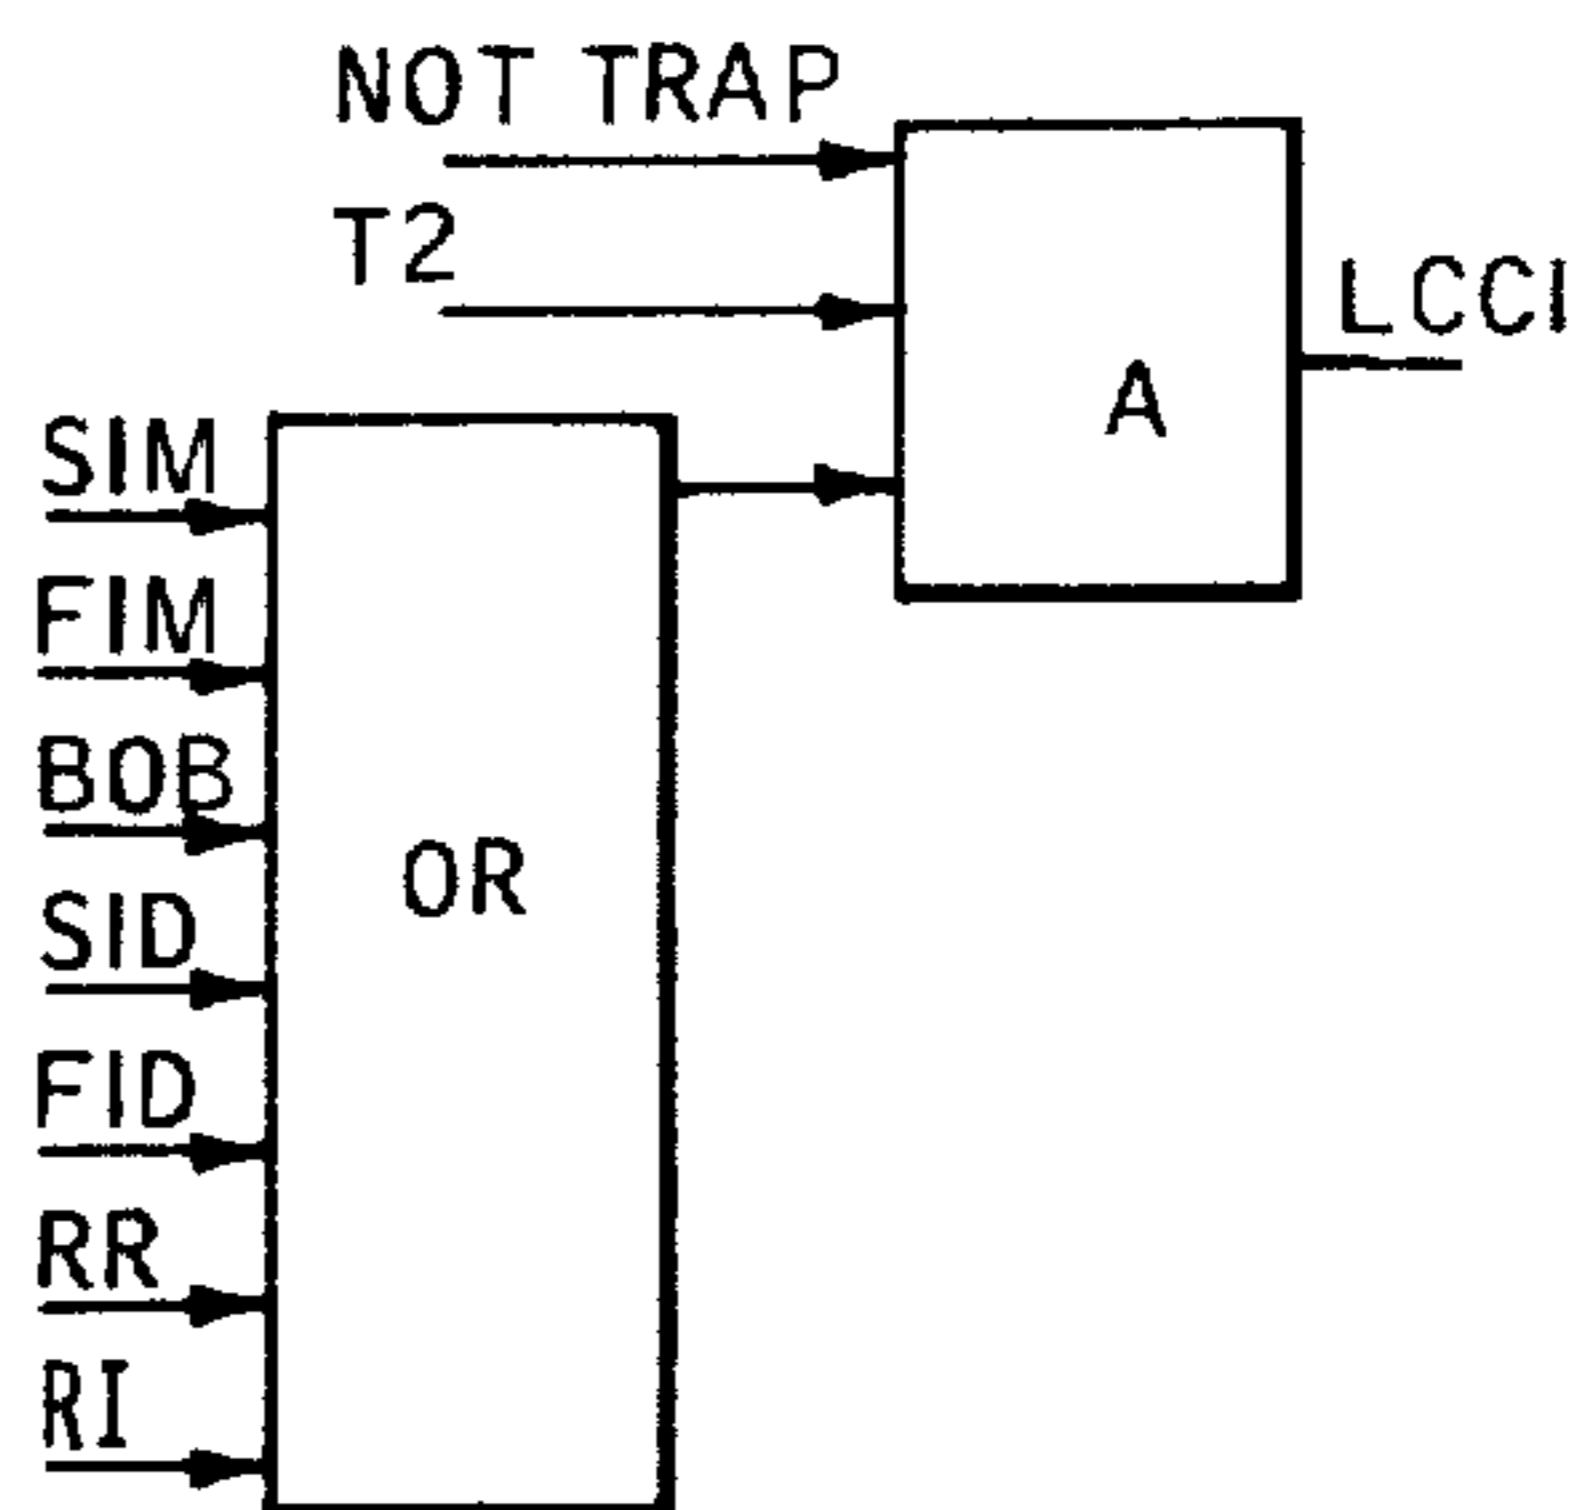 NOT TRAP
T2
LCCI
A
SIM
FIM
BOB
OR
SID
FID
RR
RI